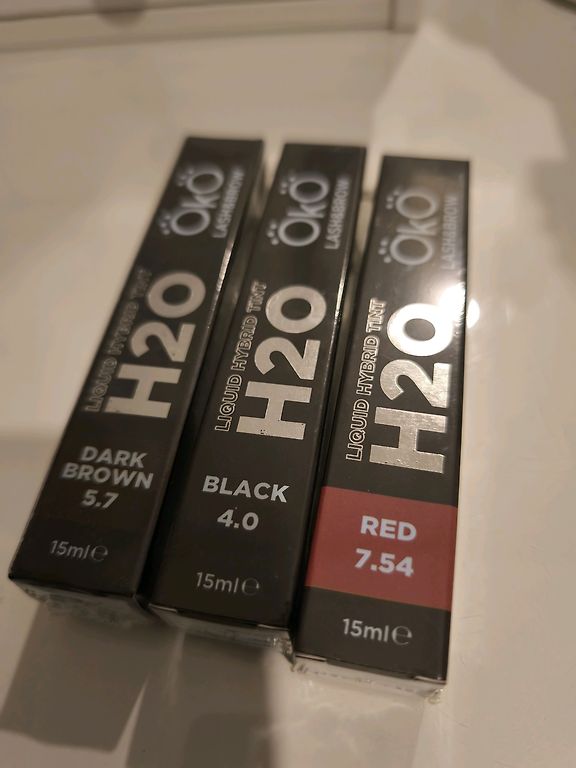 ÖkÖ
LASH&BROW
LIQUID HYBRID TINT
H2O
DARK
BROWN
5.7
15ml℮
ÖkÖ
LASH&BROW
LIQUID HYBRID TINT
H2O
BLACK
4.0
15ml℮
ÖkÖ
LASH&BROW
LIQUID HYBRID TINT
H2O
RED
7.54
15ml℮